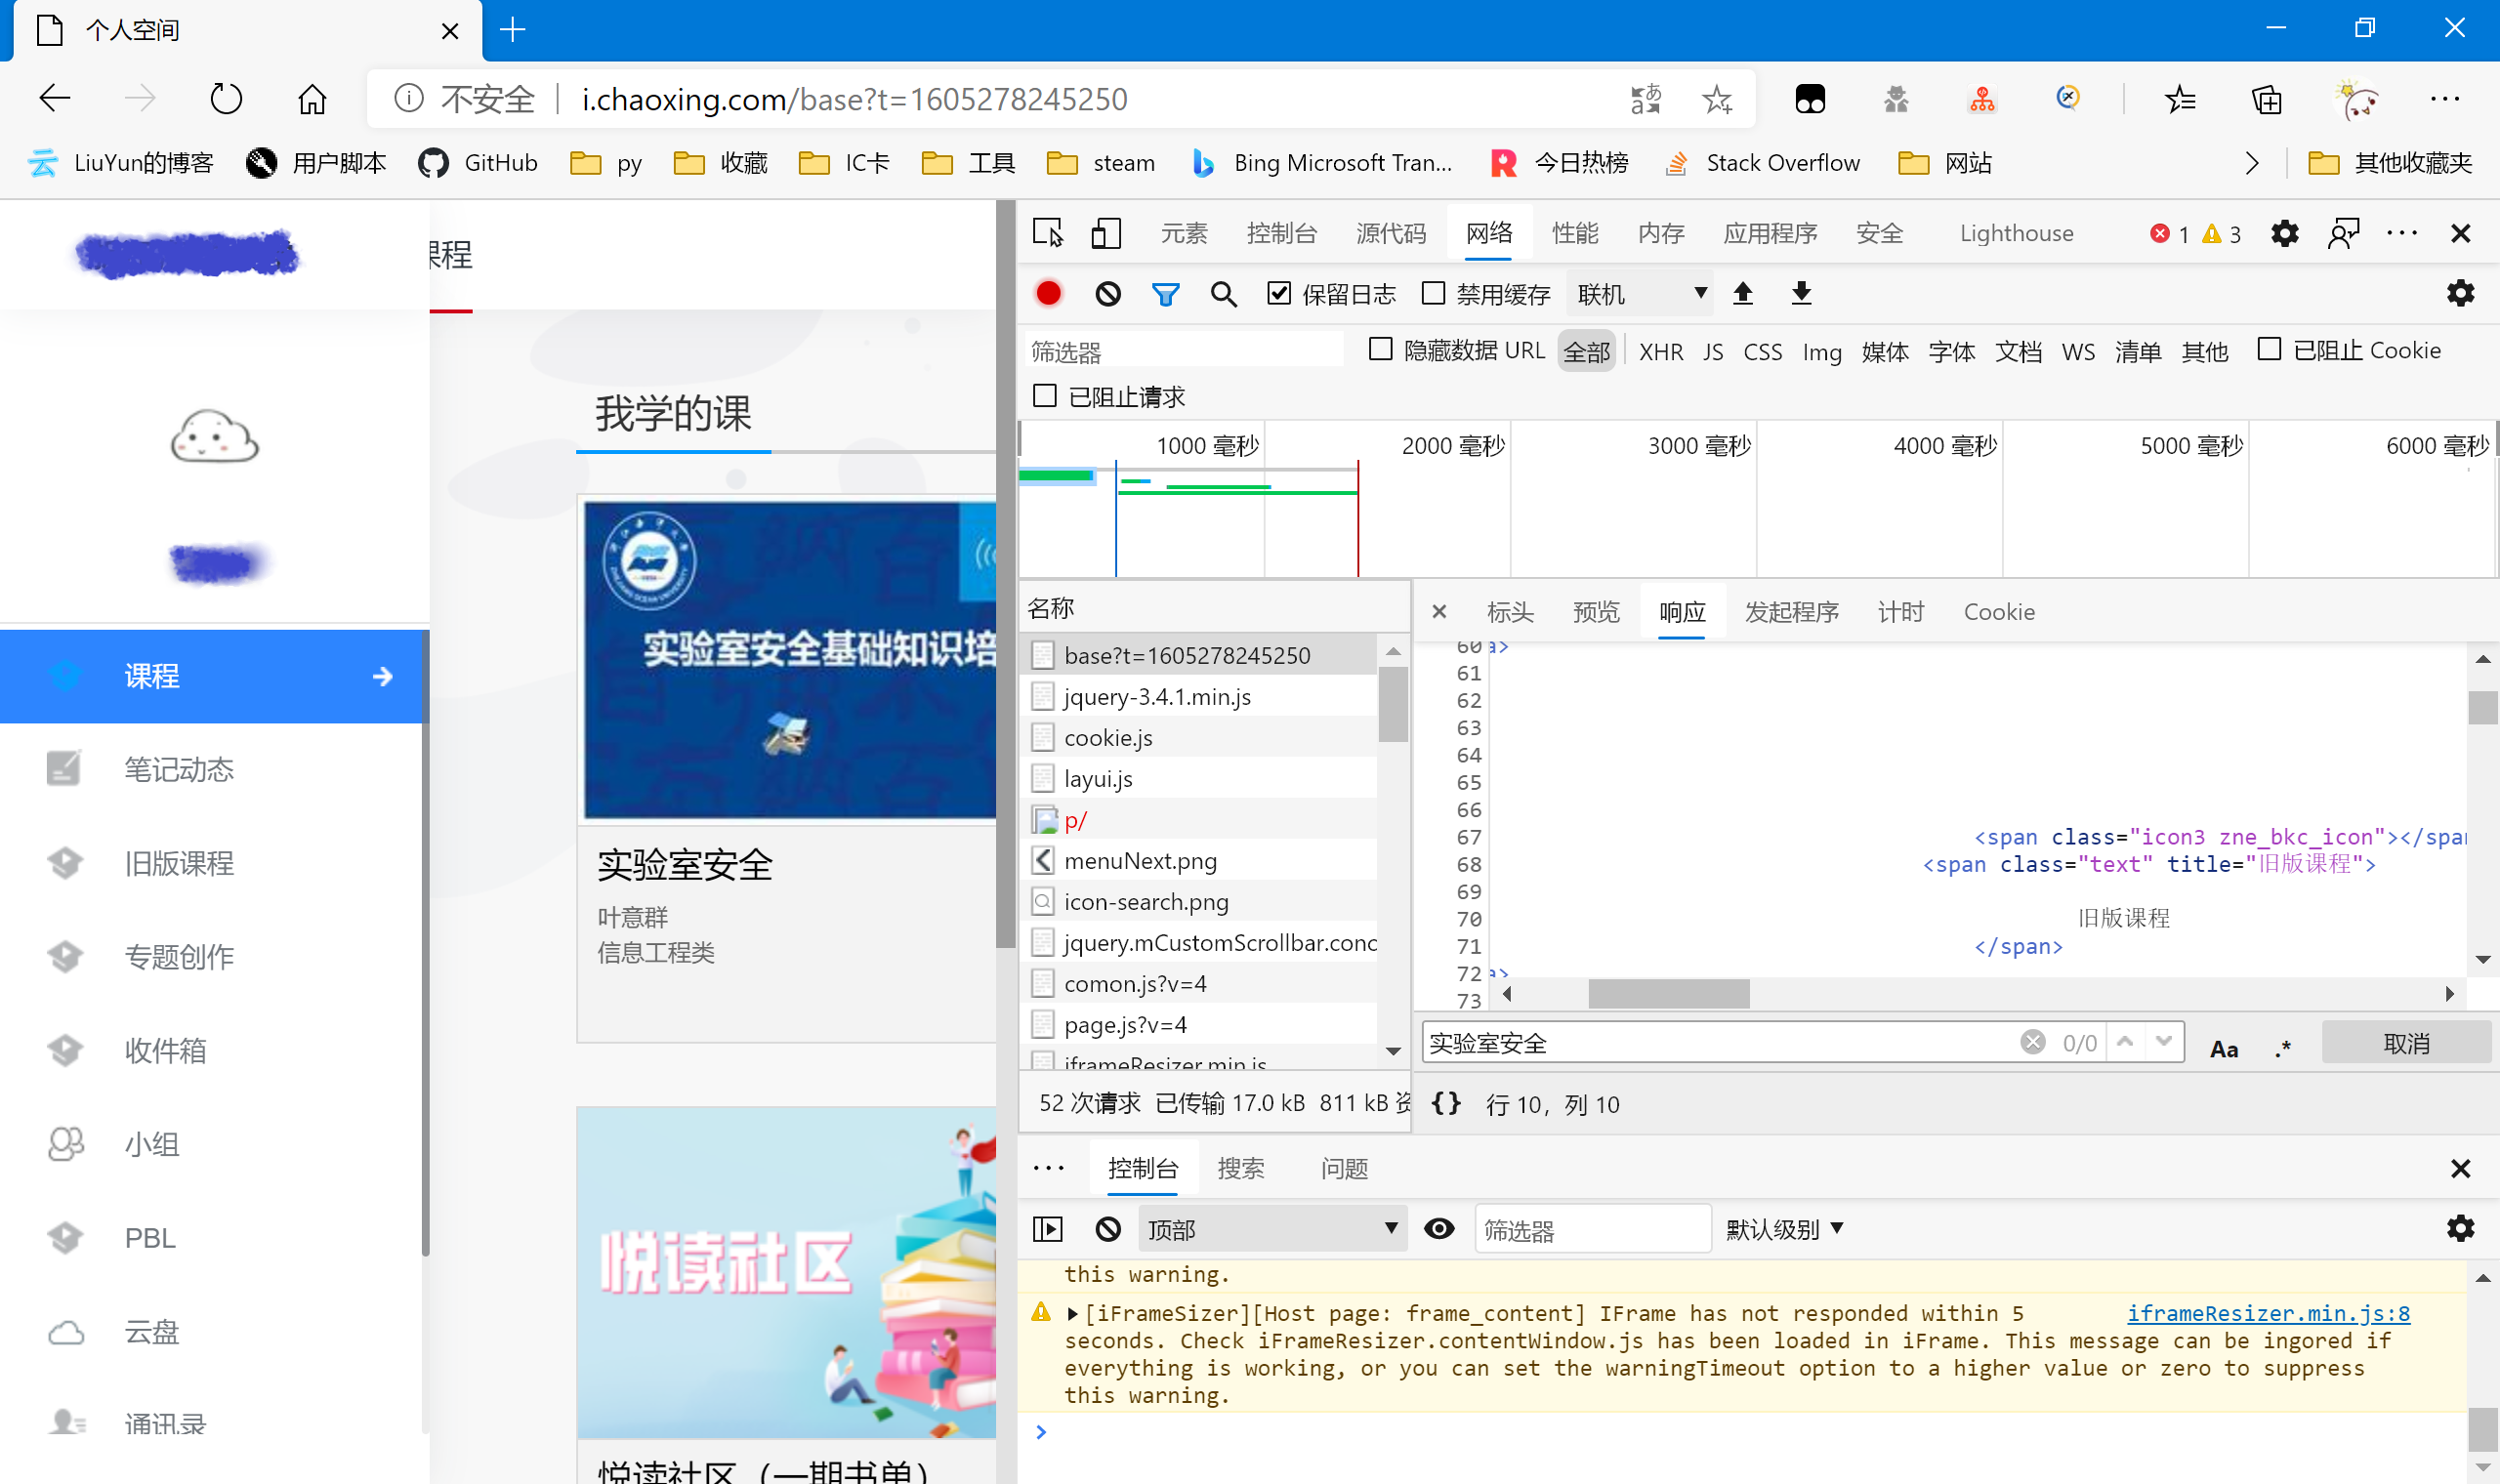 个人空间
不安全 i.chaoxing.com/base?t=1605278245250
LiuYun的博客 用户脚本 GitHub py 收藏 IC卡 工具 steam Bing Microsoft Tran... 今日热榜 Stack Overflow 网站 其他收藏夹
课程
我学的课
实验室安全基础知识培
实验室安全
叶意群
信息工程类
悦读社区
悦读社区（一期书单）
课程
笔记动态
旧版课程
专题创作
收件箱
小组
PBL
云盘
通讯录
元素 控制台 源代码 网络 性能 内存 应用程序 安全 Lighthouse 1 3
保留日志 禁用缓存 联机
筛选器 隐藏数据 URL 全部 XHR JS CSS Img 媒体 字体 文档 WS 清单 其他 已阻止 Cookie
已阻止请求
1000 毫秒 2000 毫秒 3000 毫秒 4000 毫秒 5000 毫秒 6000 毫秒
名称
base?t=1605278245250
jquery-3.4.1.min.js
cookie.js
layui.js
p/
menuNext.png
icon-search.png
jquery.mCustomScrollbar.conc
comon.js?v=4
page.js?v=4
iframeResizer.min.js
52 次请求 已传输 17.0 kB 811 kB 资
标头 预览 响应 发起程序 计时 Cookie
60 a>
61
62
63
64
65
66
67 <span class="icon3 zne_bkc_icon"></span
68 <span class="text" title="旧版课程">
69
70 旧版课程
71 </span>
72 a>
73
实验室安全 0/0 Aa .* 取消
{} 行 10，列 10
控制台 搜索 问题
顶部 筛选器 默认级别
this warning.
[iFrameSizer][Host page: frame_content] IFrame has not responded within 5 iframeResizer.min.js:8
seconds. Check iFrameResizer.contentWindow.js has been loaded in iFrame. This message can be ingored if
everything is working, or you can set the warningTimeout option to a higher value or zero to suppress
this warning.